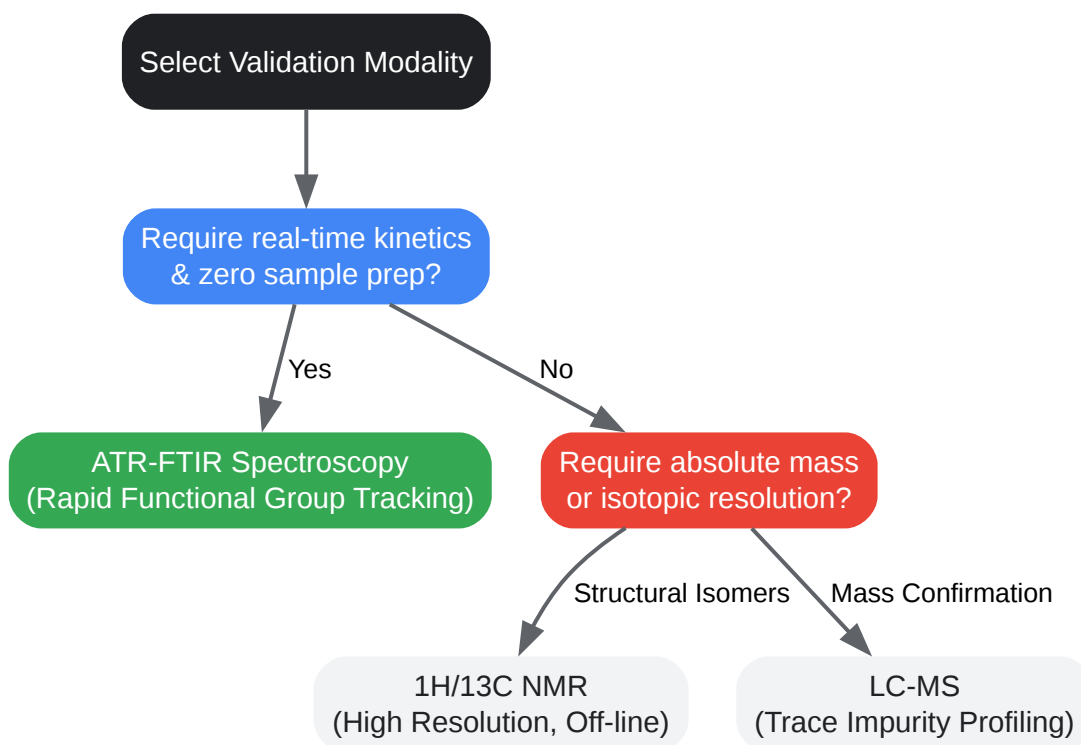 Select Validation Modality
Require real-time kinetics
& zero sample prep?
Yes
No
ATR-FTIR Spectroscopy
(Rapid Functional Group Tracking)
Require absolute mass
or isotopic resolution?
Structural Isomers
Mass Confirmation
1H/13C NMR
(High Resolution, Off-line)
LC-MS
(Trace Impurity Profiling)